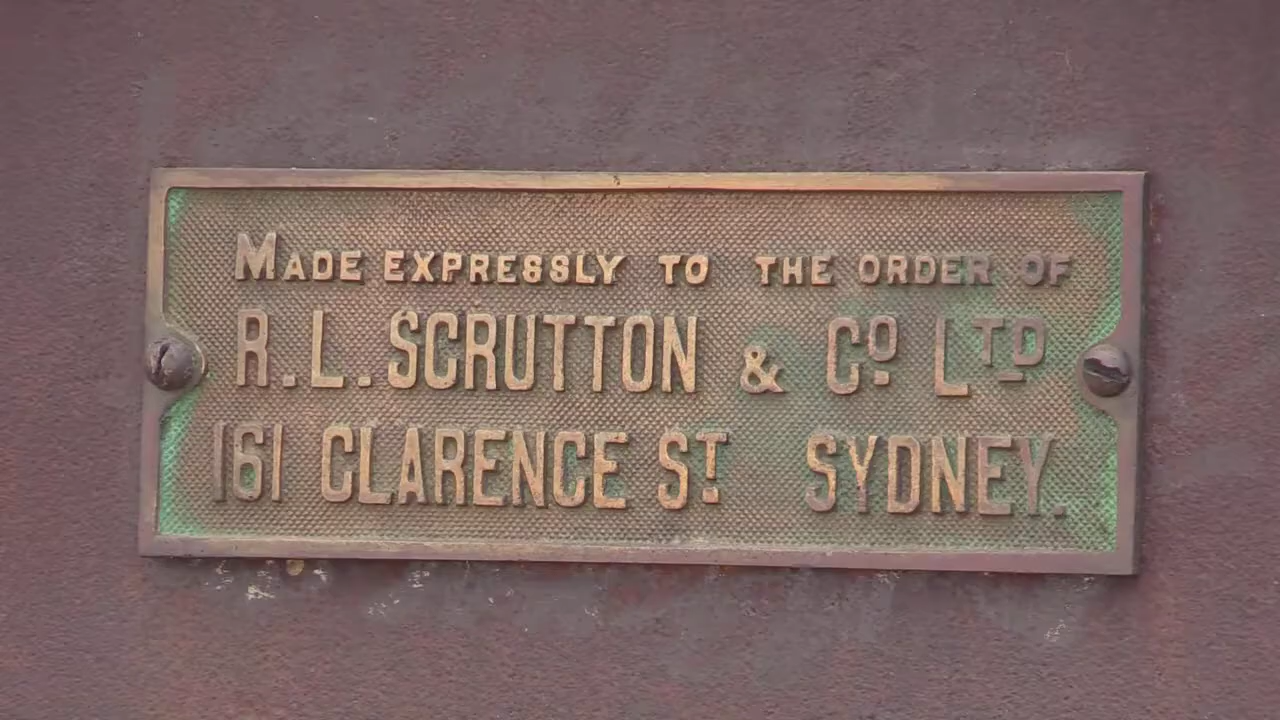 MADE EXPRESSLY TO THE ORDER OF
R.L. SCRUTTON & CO. LTD
161 CLARENCE ST. SYDNEY.